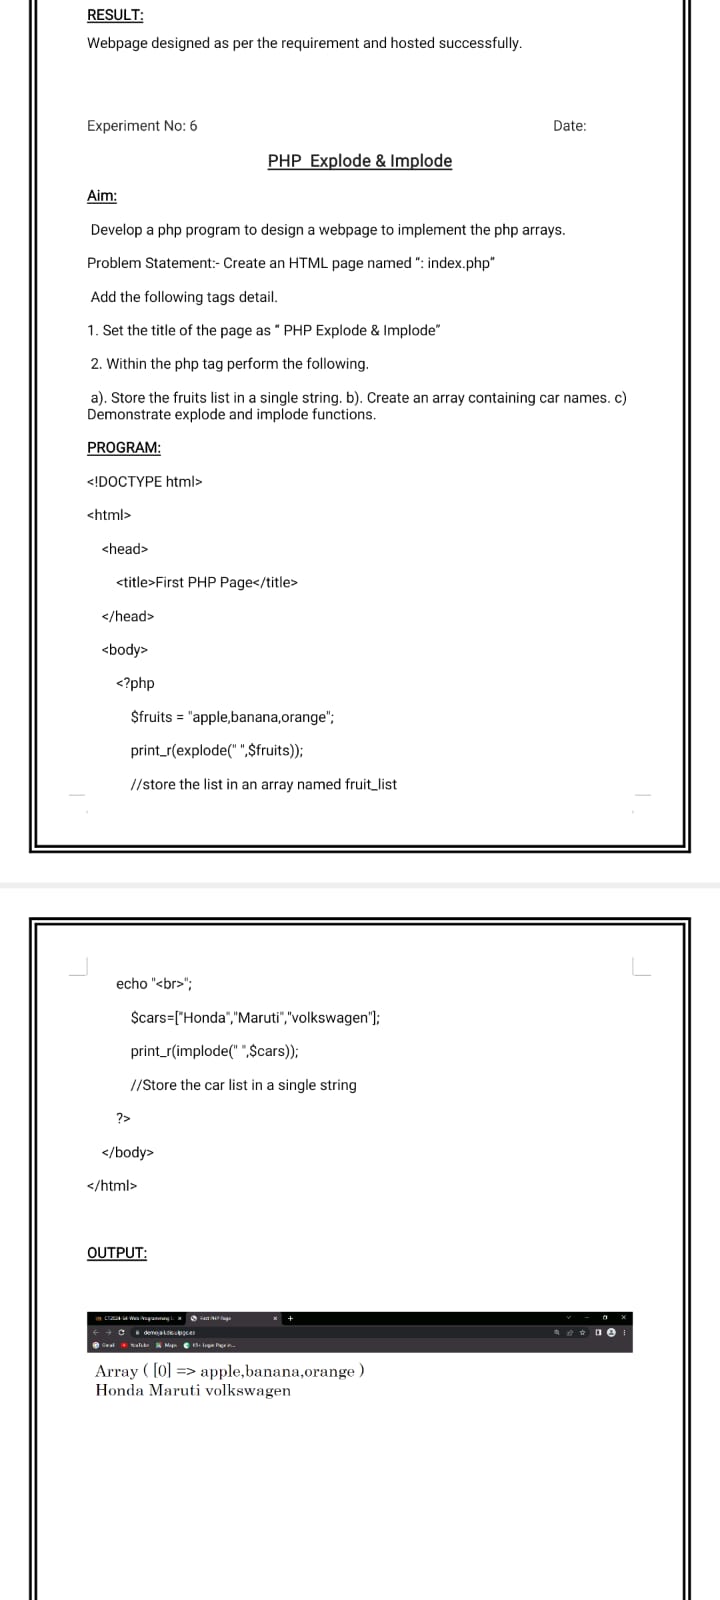 RESULT:
Webpage designed as per the requirement and hosted successfully.
Experiment No: 6 Date:
PHP Explode & Implode
Aim:
Develop a php program to design a webpage to implement the php arrays.
Problem Statement:- Create an HTML page named “: index.php”
Add the following tags detail.
1. Set the title of the page as “ PHP Explode & Implode”
2. Within the php tag perform the following.
a). Store the fruits list in a single string. b). Create an array containing car names. c)
Demonstrate explode and implode functions.
PROGRAM:
<!DOCTYPE html>
<html>
<head>
<title>First PHP Page</title>
</head>
<body>
<?php
$fruits = "apple,banana,orange";
print_r(explode(" ",$fruits));
//store the list in an array named fruit_list
echo "<br>";
$cars=["Honda","Maruti","volkswagen"];
print_r(implode(" ",$cars));
//Store the car list in a single string
?>
</body>
</html>
OUTPUT:
First PHP Page
Gmail YouTube Maps
Array ( [0] => apple,banana,orange )
Honda Maruti volkswagen